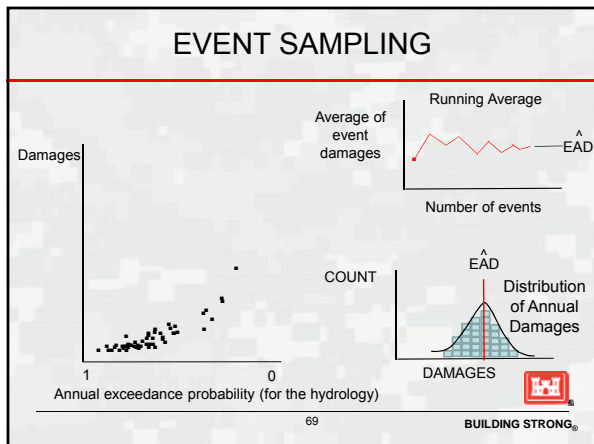 EVENT SAMPLING
Damages
1
0
Annual exceedance probability (for the hydrology)
Running Average
Average of
event
damages
^
EAD
Number of events
^
EAD
COUNT
Distribution
of Annual
Damages
DAMAGES
®
69
BUILDING STRONG®